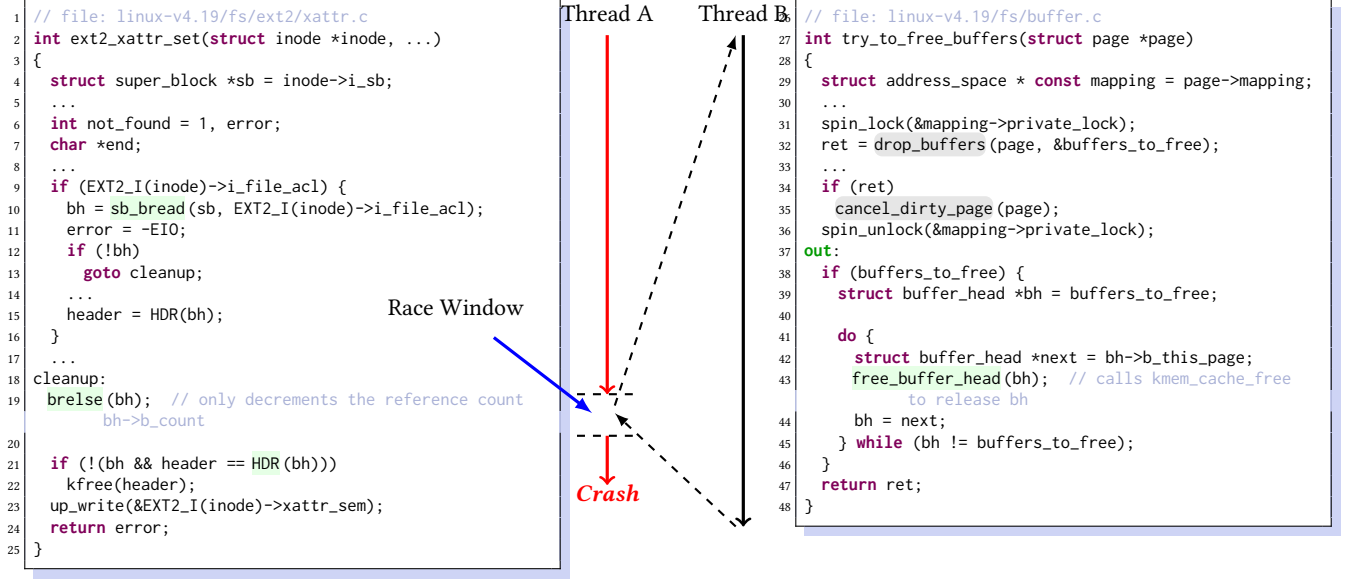 1 // file: linux-v4.19/fs/ext2/xattr.c
2 int ext2_xattr_set(struct inode *inode, ...)
3 {
4 struct super_block *sb = inode->i_sb;
5 ...
6 int not_found = 1, error;
7 char *end;
8 ...
9 if (EXT2_I(inode)->i_file_acl) {
10 bh = sb_bread(sb, EXT2_I(inode)->i_file_acl);
11 error = -EIO;
12 if (!bh)
13 goto cleanup;
14 ...
15 header = HDR(bh);
16 }
17 ...
18 cleanup:
19 brelse(bh); // only decrements the reference count
bh->b_count
20
21 if (!(bh && header == HDR(bh)))
22 kfree(header);
23 up_write(&EXT2_I(inode)->xattr_sem);
24 return error;
25 }
Thread A
Thread B
Race Window
Crash
26 // file: linux-v4.19/fs/buffer.c
27 int try_to_free_buffers(struct page *page)
28 {
29 struct address_space * const mapping = page->mapping;
30 ...
31 spin_lock(&mapping->private_lock);
32 ret = drop_buffers(page, &buffers_to_free);
33 ...
34 if (ret)
35 cancel_dirty_page(page);
36 spin_unlock(&mapping->private_lock);
37 out:
38 if (buffers_to_free) {
39 struct buffer_head *bh = buffers_to_free;
40
41 do {
42 struct buffer_head *next = bh->b_this_page;
43 free_buffer_head(bh); // calls kmem_cache_free
to release bh
44 bh = next;
45 } while (bh != buffers_to_free);
46 }
47 return ret;
48 }